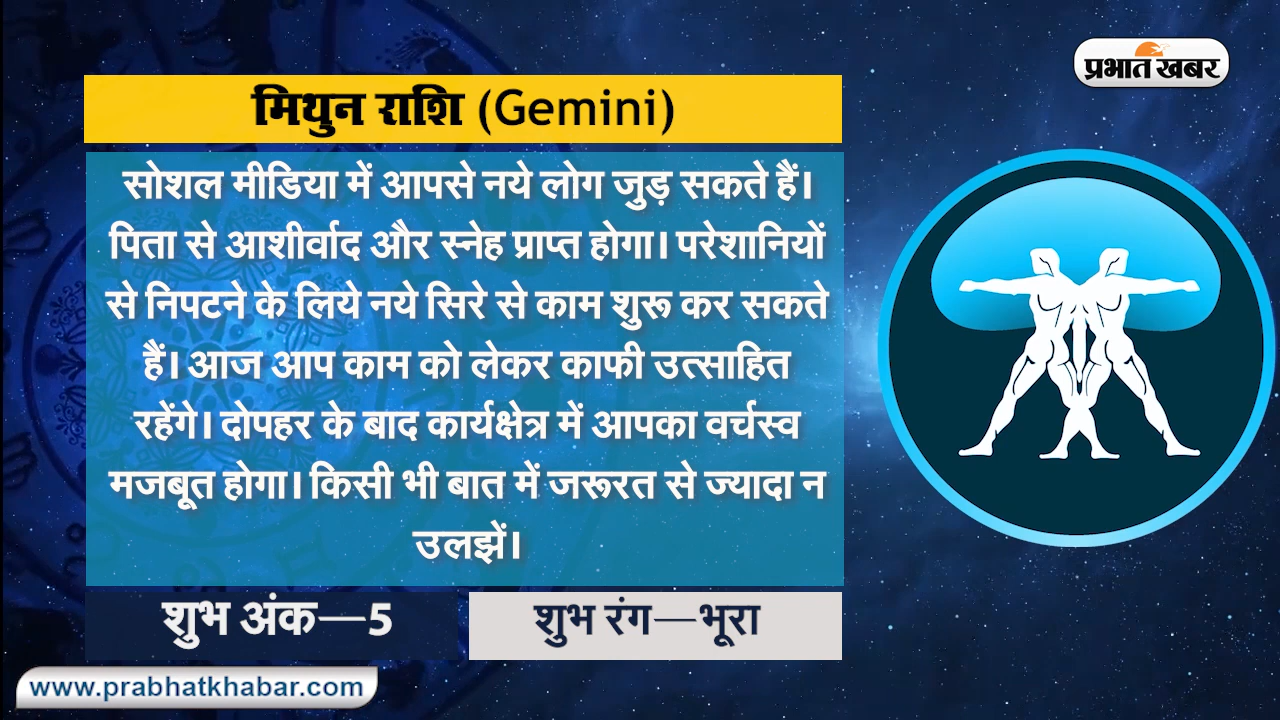 प्रभात खबर
मिथुन राशि (Gemini)
सोशल मीडिया में आपसे नये लोग जुड़ सकते हैं।
पिता से आशीर्वाद और स्नेह प्राप्त होगा। परेशानियों
से निपटने के लिये नये सिरे से काम शुरू कर सकते
हैं। आज आप काम को लेकर काफी उत्साहित
रहेंगे। दोपहर के बाद कार्यक्षेत्र में आपका वर्चस्व
मजबूत होगा। किसी भी बात में जरूरत से ज्यादा न
उलझें।
शुभ अंक—5
शुभ रंग—भूरा
www.prabhatkhabar.com